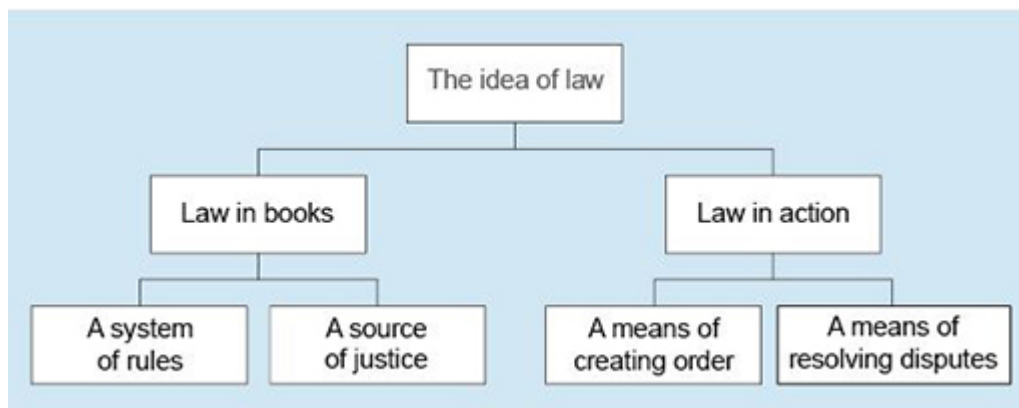 The idea of law
Law in books
Law in action
A system
of rules
A source
of justice
A means of
creating order
A means of
resolving disputes